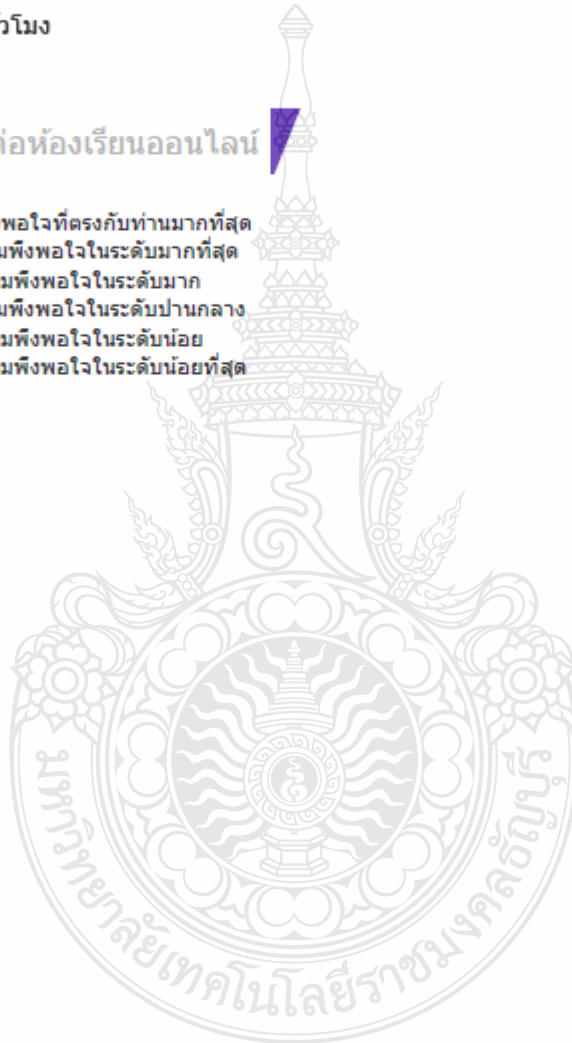 วโมง
ต่อห้องเรียนออนไลน์
พอใจที่ตรงกับท่านมากที่สุด
มพึงพอใจในระดับมากที่สุด
มพึงพอใจในระดับมาก
มพึงพอใจในระดับปานกลาง
มพึงพอใจในระดับน้อย
มพึงพอใจในระดับน้อยที่สุด
มหาวิทยาลัยเทคโนโลยีราชมงคลธัญบุรี